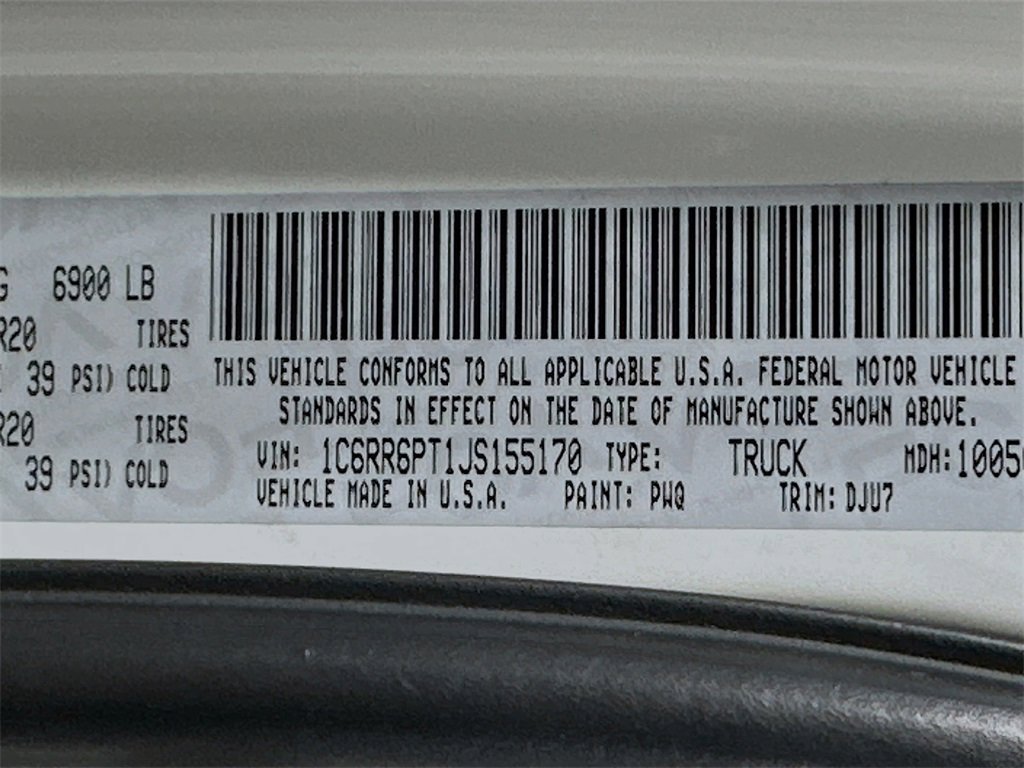 G 6900 LB
R20 TIRES
39 PSI) COLD
R20 TIRES
39 PSI) COLD
THIS VEHICLE CONFORMS TO ALL APPLICABLE U.S.A. FEDERAL MOTOR VEHICLE
STANDARDS IN EFFECT ON THE DATE OF MANUFACTURE SHOWN ABOVE.
VIN: 1C6RR6PT1JS155170 TYPE: TRUCK MDH: 1005
VEHICLE MADE IN U.S.A. PAINT: PWQ TRIM: DJU7